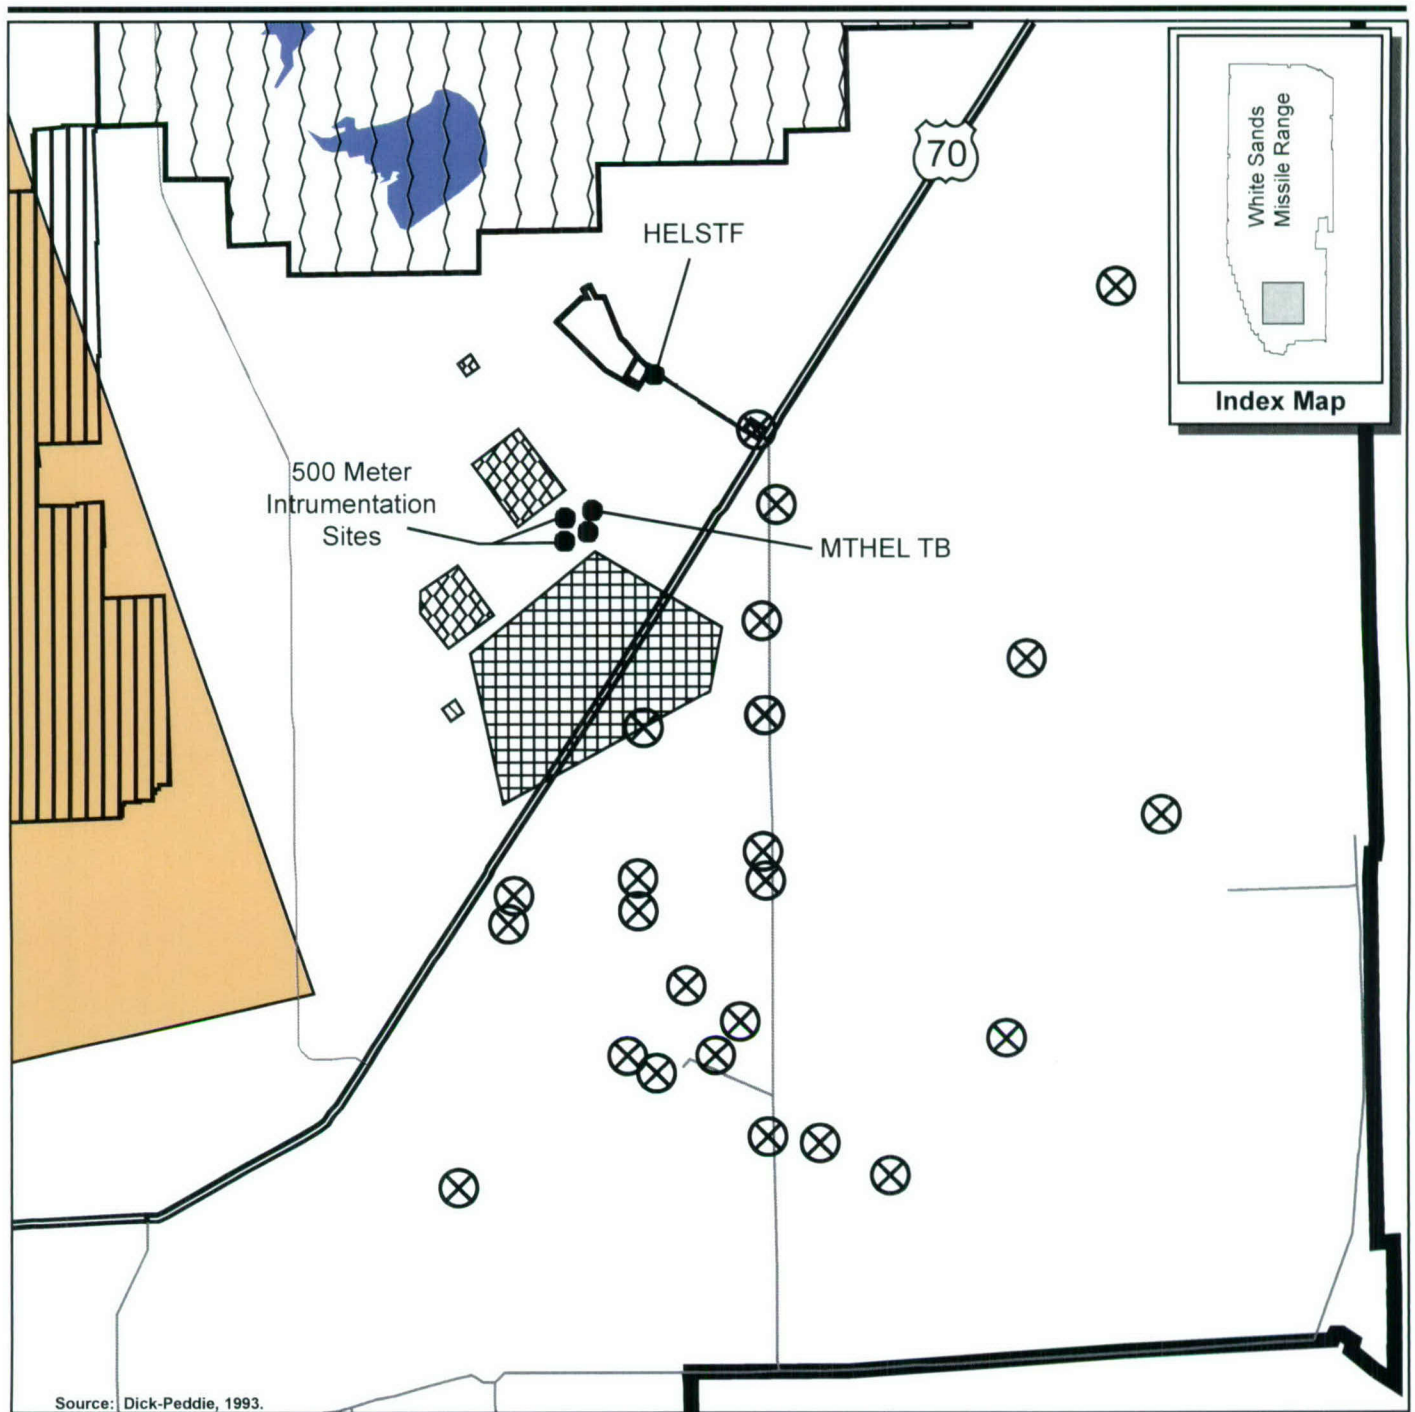 70
White Sands
Missile Range
Index Map
HELSTF
500 Meter
Intrumentation
Sites
MTHEL TB
Source: Dick-Peddie, 1993.